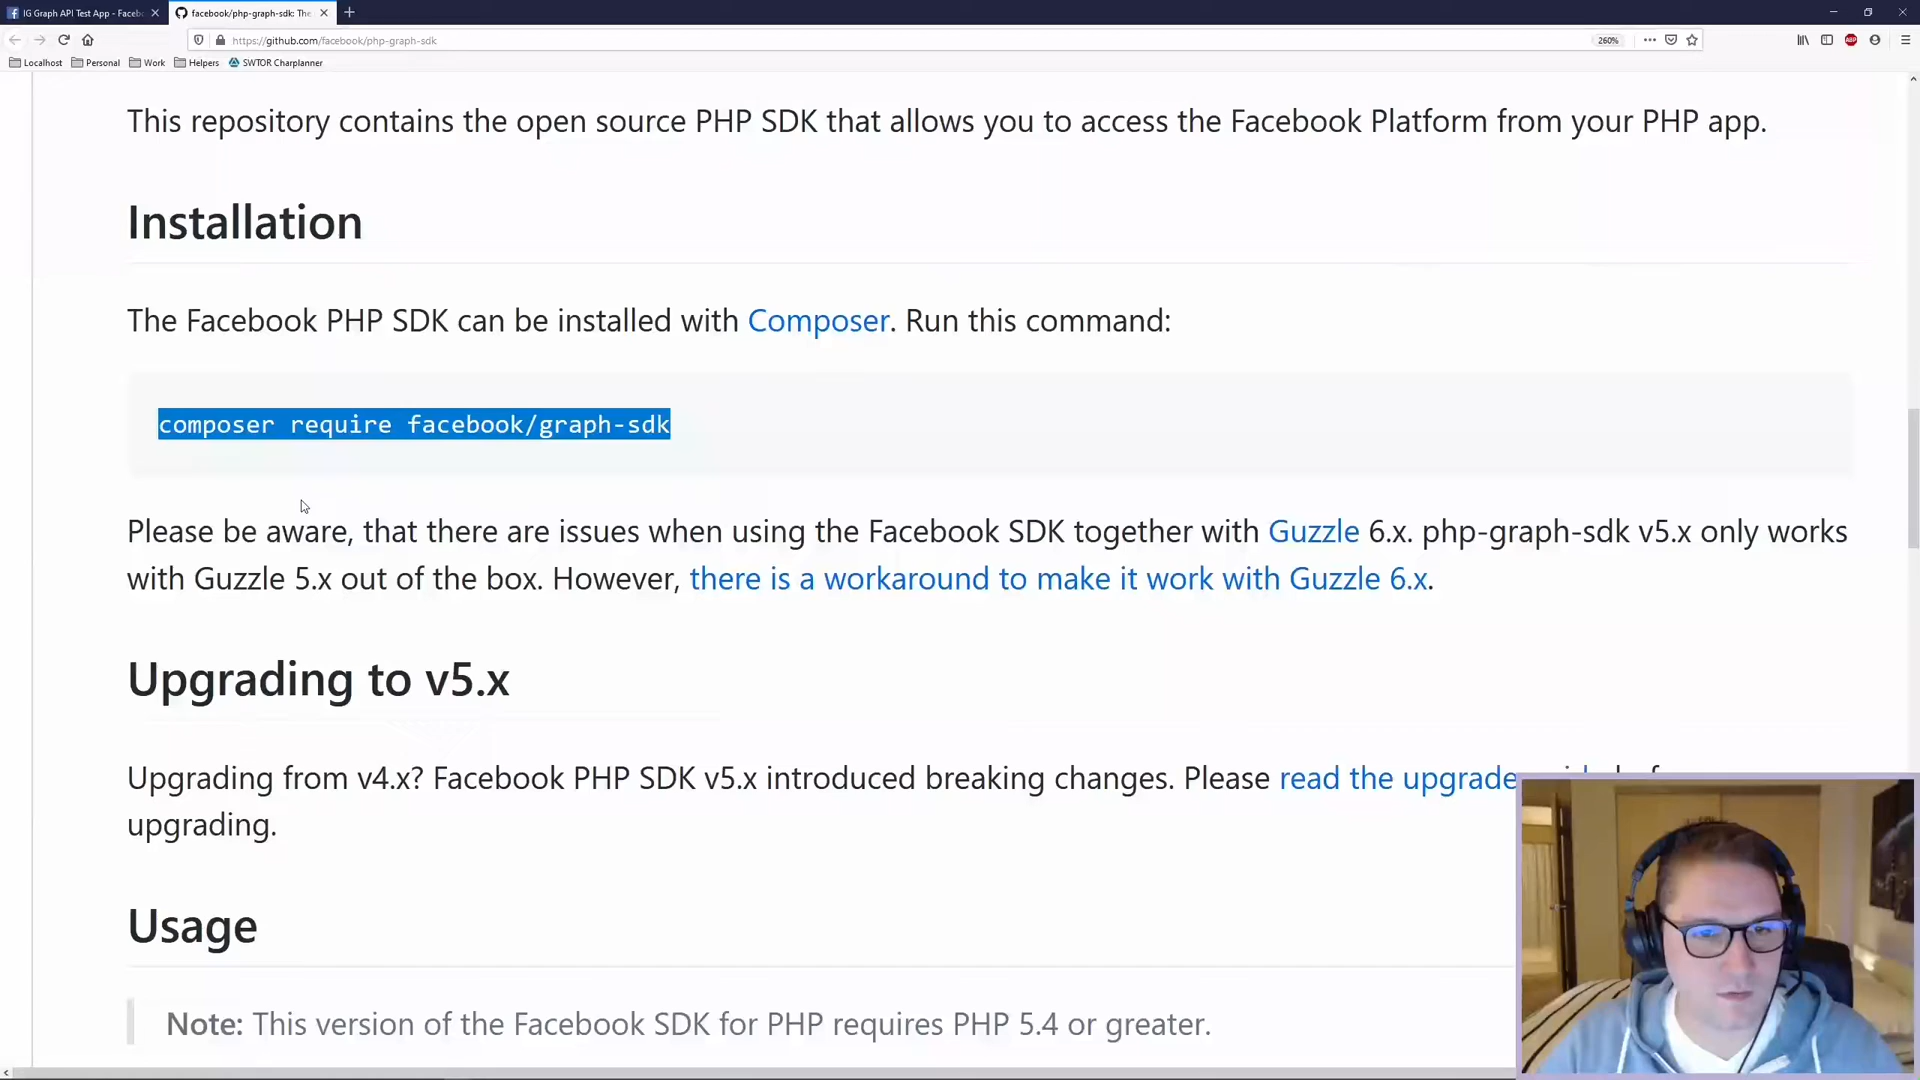 IG Graph API Test App - Faceb
facebook/php-graph-sdk: The
https://github.com/facebook/php-graph-sdk
260%
ABP
Localhost
Personal
Work
Helpers
SWTOR Charplanner
This repository contains the open source PHP SDK that allows you to access the Facebook Platform from your PHP app.
Installation
The Facebook PHP SDK can be installed with Composer. Run this command:
composer require facebook/graph-sdk
Please be aware, that there are issues when using the Facebook SDK together with Guzzle 6.x. php-graph-sdk v5.x only works
with Guzzle 5.x out of the box. However, there is a workaround to make it work with Guzzle 6.x.
Upgrading to v5.x
Upgrading from v4.x? Facebook PHP SDK v5.x introduced breaking changes. Please read the upgrade
upgrading.
Usage
Note: This version of the Facebook SDK for PHP requires PHP 5.4 or greater.